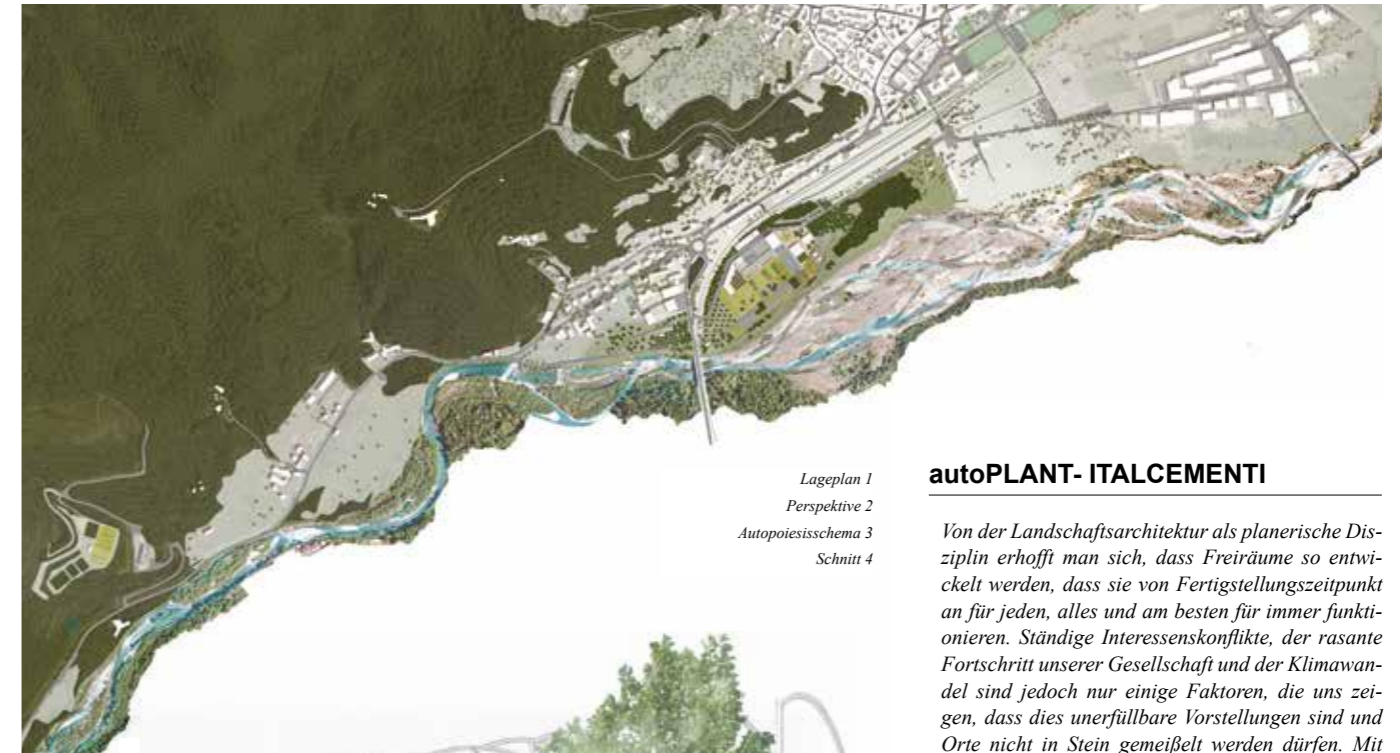 Lageplan 1
Perspektive 2
Autopoiesisschema 3
Schnitt 4
autoPLANT- ITALCEMENTI
Von der Landschaftsarchitektur als planerische Dis-
ziplin erhofft man sich, dass Freiräume so entwi-
ckelt werden, dass sie von Fertigstellungszeitpunkt
an für jeden, alles und am besten für immer funkti-
onieren. Ständige Interessenskonflikte, der rasante
Fortschritt unserer Gesellschaft und der Klimawan-
del sind jedoch nur einige Faktoren, die uns zei-
gen, dass dies unerfüllbare Vorstellungen sind und
Orte nicht in Stein gemeißelt werden dürfen. Mit